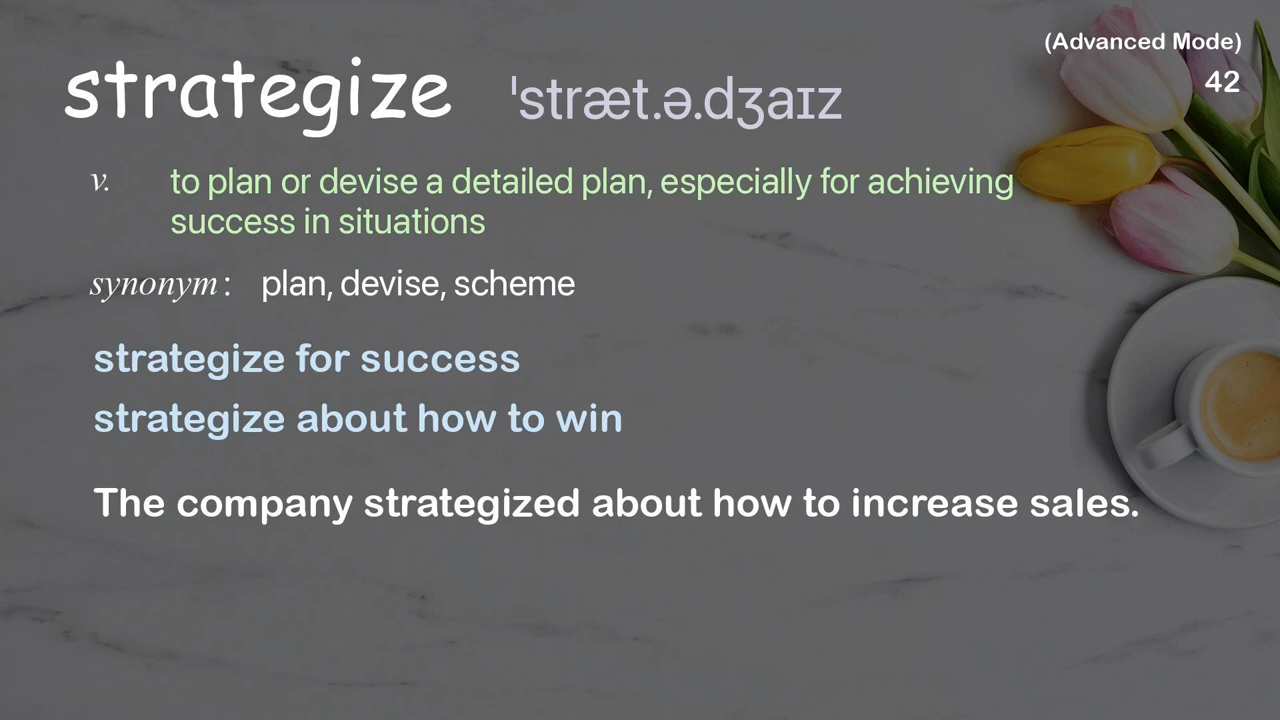 (Advanced Mode)
42
strategize ˈstræt.ə.dʒaɪz
v. to plan or devise a detailed plan, especially for achieving
success in situations
synonym : plan, devise, scheme
strategize for success
strategize about how to win
The company strategized about how to increase sales.